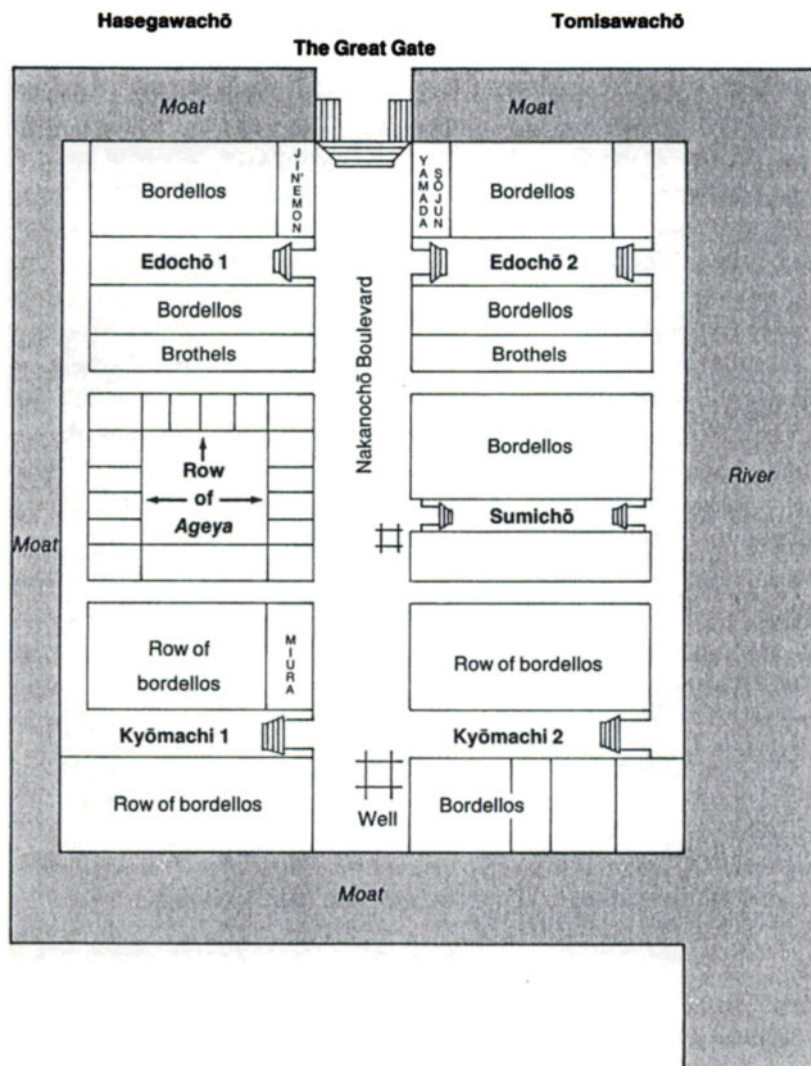 Hasegawachō
Tomisawachō
The Great Gate
Moat
Moat
JIN'EMON
YAMADA
SŌJUN
Bordellos
Bordellos
Edochō 1
Edochō 2
Bordellos
Bordellos
Brothels
Brothels
Nakanochō Boulevard
Bordellos
Row
of
Ageya
River
Sumichō
Moat
Row of
bordellos
MIURA
Row of bordellos
Kyōmachi 1
Kyōmachi 2
Row of bordellos
Well
Bordellos
Moat